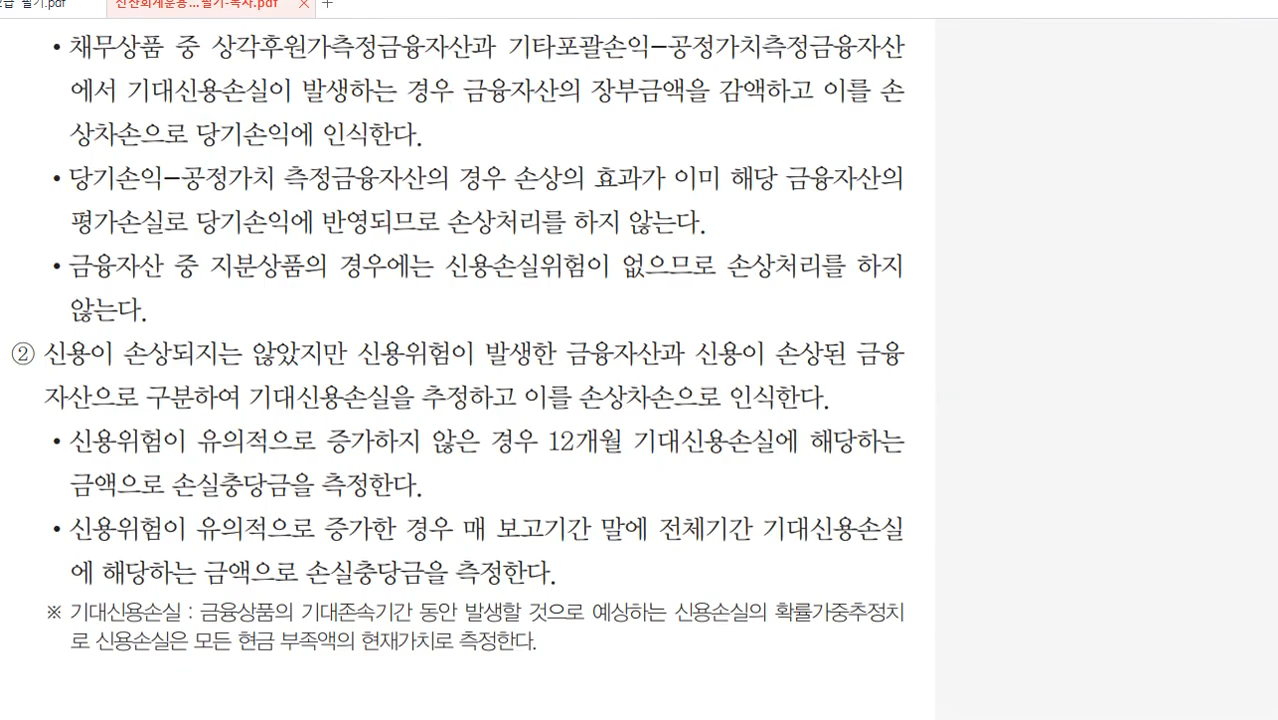 필기.pdf
전산회계운용...필기-복사.pdf × +
• 채무상품 중 상각후원가측정금융자산과 기타포괄손익-공정가치측정금융자산
에서 기대신용손실이 발생하는 경우 금융자산의 장부금액을 감액하고 이를 손
상차손으로 당기손익에 인식한다.
• 당기손익-공정가치 측정금융자산의 경우 손상의 효과가 이미 해당 금융자산의
평가손실로 당기손익에 반영되므로 손상처리를 하지 않는다.
• 금융자산 중 지분상품의 경우에는 신용손실위험이 없으므로 손상처리를 하지
않는다.
② 신용이 손상되지는 않았지만 신용위험이 발생한 금융자산과 신용이 손상된 금융
자산으로 구분하여 기대신용손실을 추정하고 이를 손상차손으로 인식한다.
• 신용위험이 유의적으로 증가하지 않은 경우 12개월 기대신용손실에 해당하는
금액으로 손실충당금을 측정한다.
• 신용위험이 유의적으로 증가한 경우 매 보고기간 말에 전체기간 기대신용손실
에 해당하는 금액으로 손실충당금을 측정한다.
※ 기대신용손실 : 금융상품의 기대존속기간 동안 발생할 것으로 예상하는 신용손실의 확률가중추정치
로 신용손실은 모든 현금 부족액의 현재가치로 측정한다.